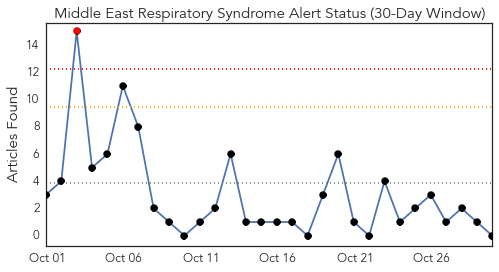 Middle East Respiratory Syndrome Alert Status (30-Day Window)
Articles Found
14
12
10
8
6
4
2
0
Oct 01 Oct 06 Oct 11 Oct 16 Oct 21 Oct 26